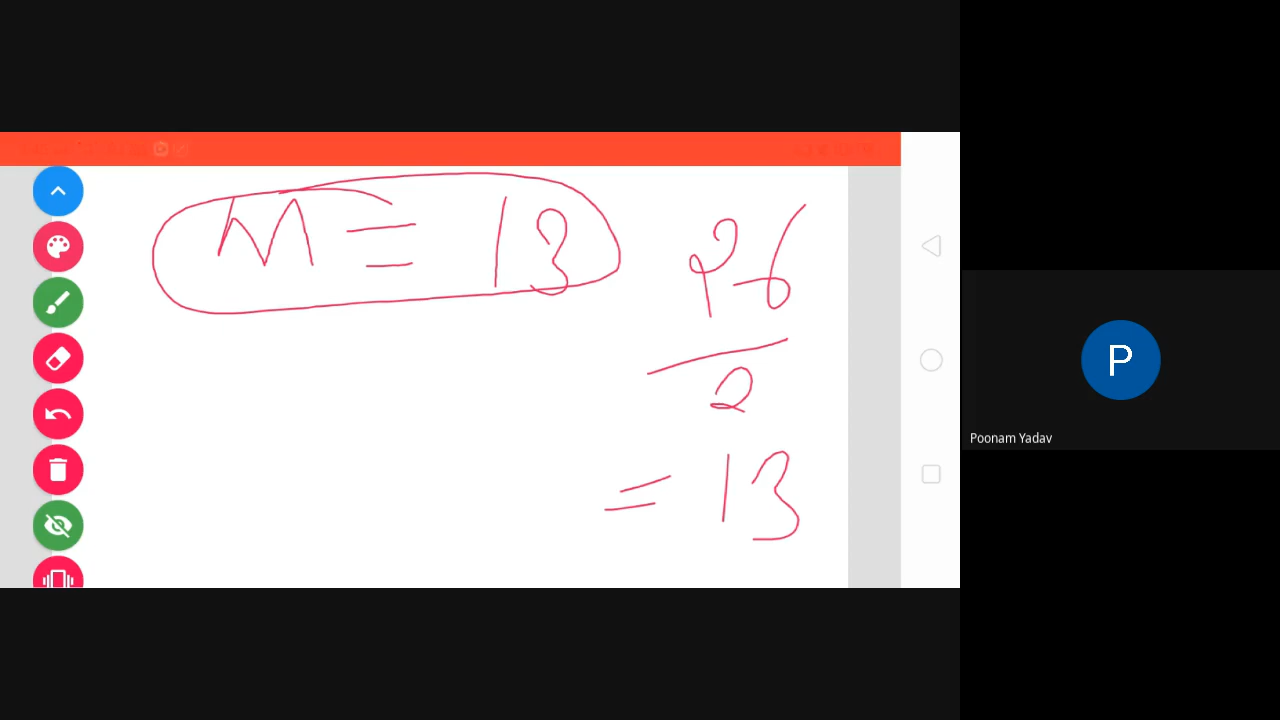 M = 13
26
2
= 13
P
Poonam Yadav